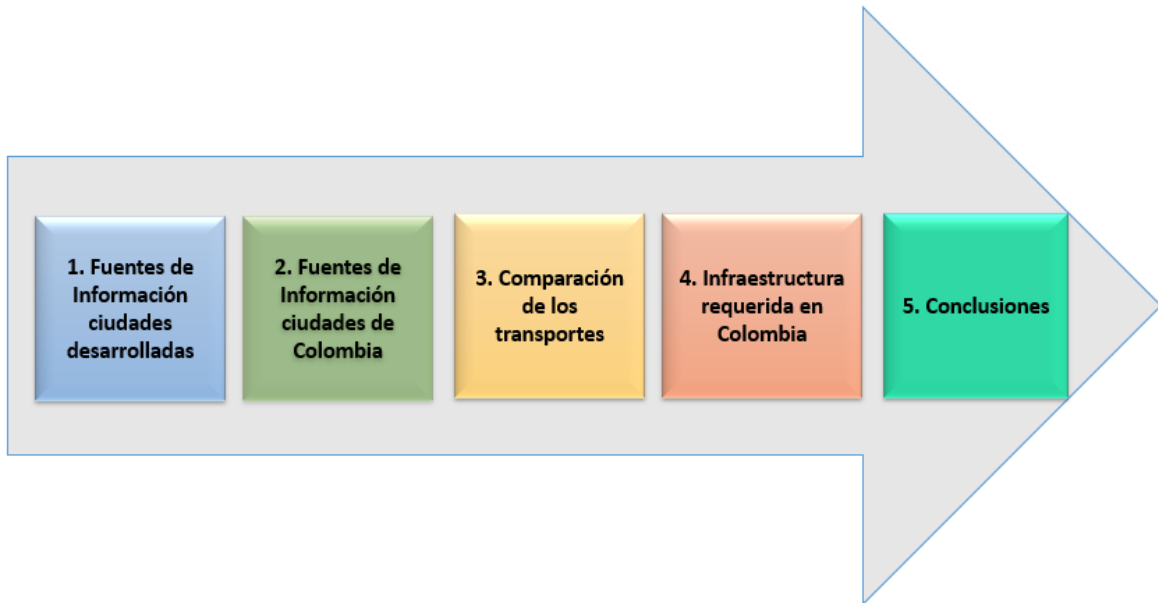 1. Fuentes de
Información
ciudades
desarrolladas
2. Fuentes de
Información
ciudades de
Colombia
3. Comparación
de los
transportes
4. Infraestructura
requerida en
Colombia
5. Conclusiones